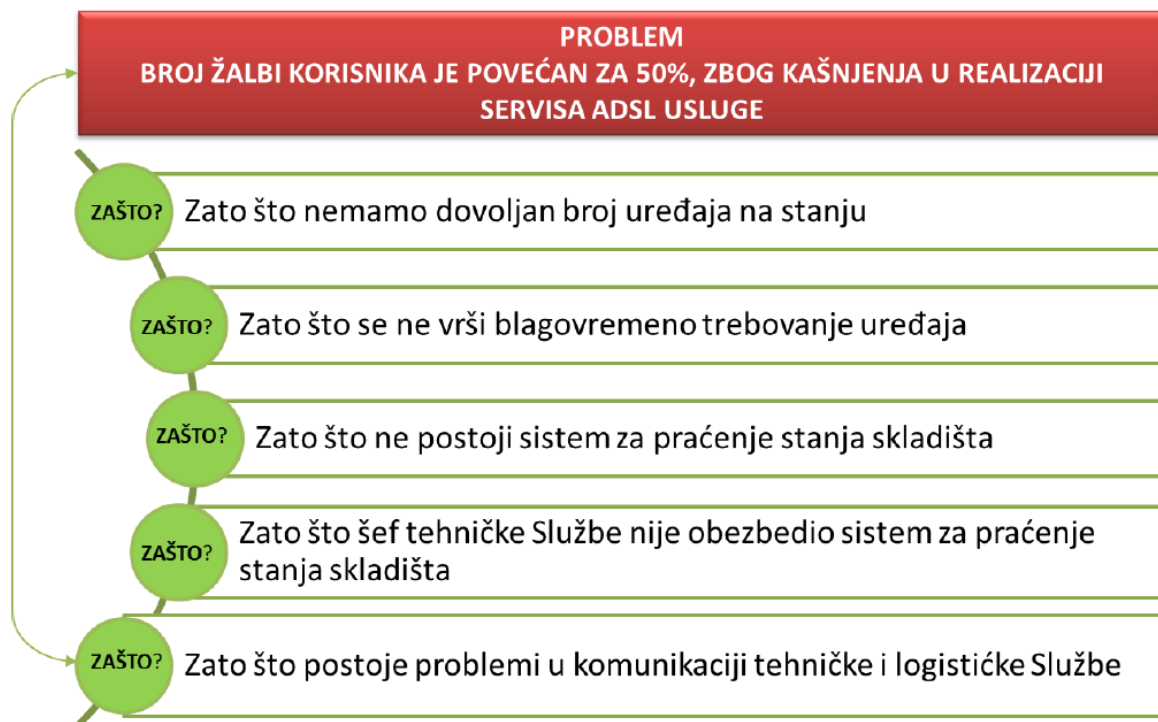 PROBLEM
BROJ ŽALBI KORISNIKA JE POVEĆAN ZA 50%, ZBOG KAŠNJENJA U REALIZACIJI
SERVISA ADSL USLUGE
ZAŠTO? Zato što nemamo dovoljan broj uređaja na stanju
ZAŠTO? Zato što se ne vrši blagovremeno trebovanje uređaja
ZAŠTO? Zato što ne postoji sistem za praćenje stanja skladišta
ZAŠTO? Zato što šef tehničke Službe nije obezbedio sistem za praćenje
stanja skladišta
ZAŠTO? Zato što postoje problemi u komunikaciji tehničke i logistićke Službe